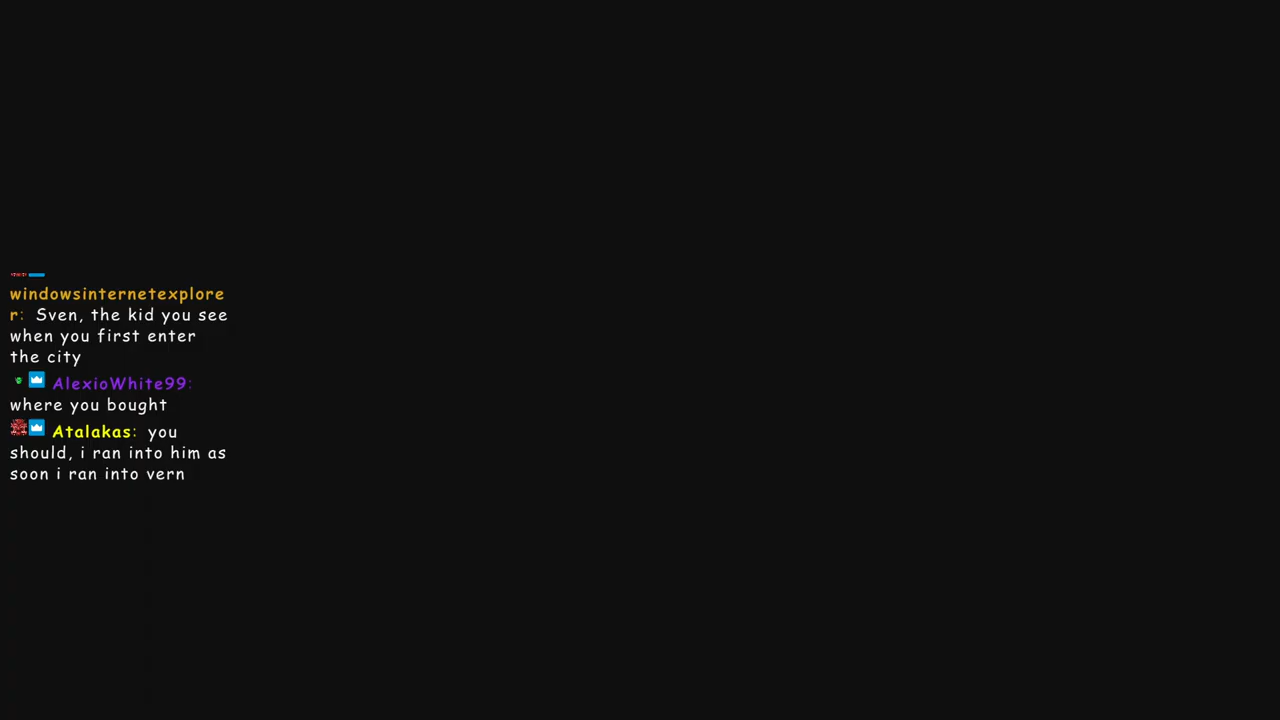 windowsinternetexplore
r: Sven, the kid you see
when you first enter
the city
AlexioWhite99:
where you bought
Atalakas: you
should, i ran into him as
soon i ran into vern